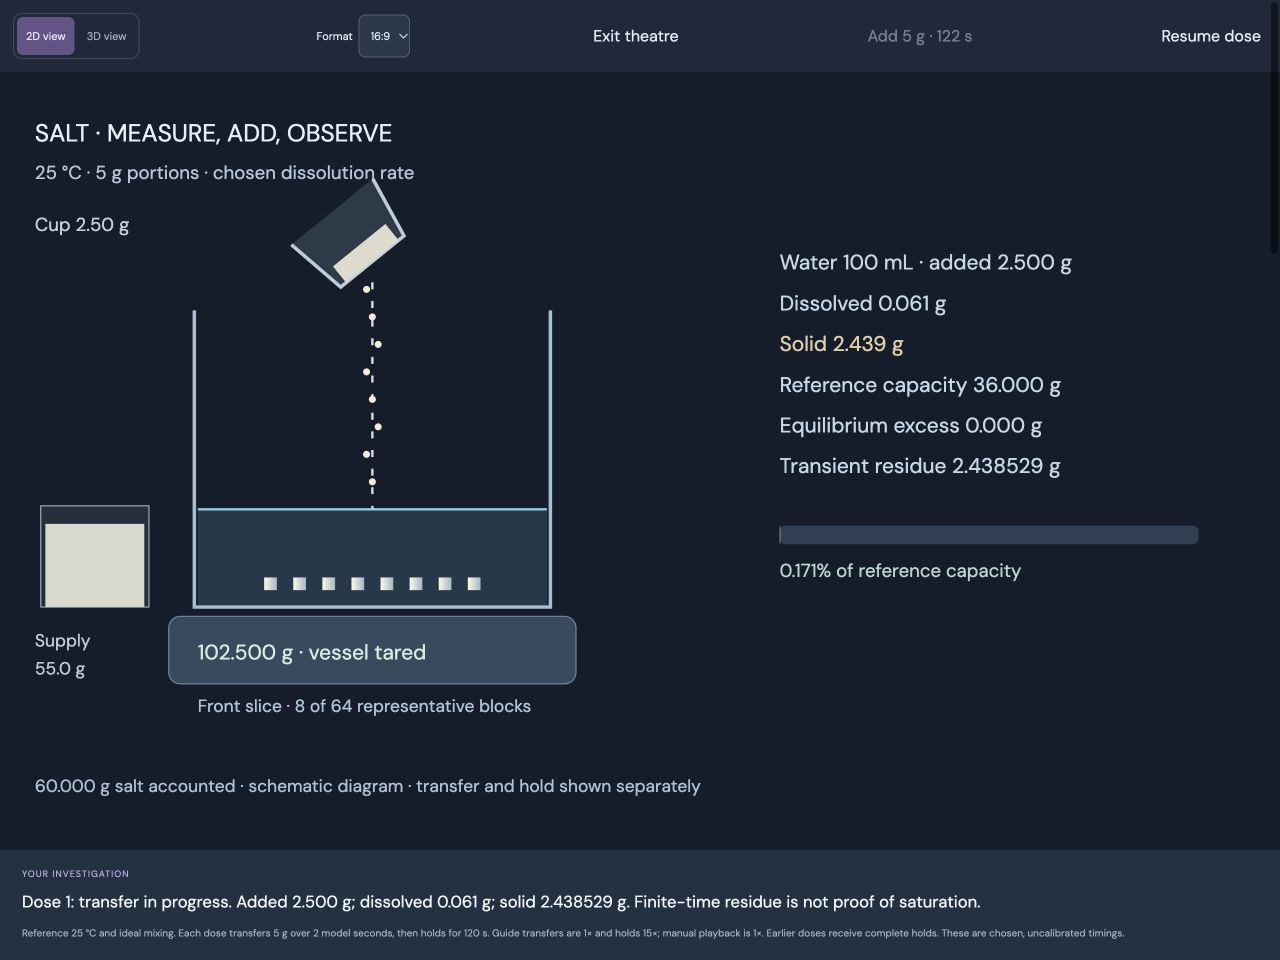 2D view 3D view Format 16:9 Exit theatre Add 5 g · 122 s Resume dose
SALT · MEASURE, ADD, OBSERVE
25 °C · 5 g portions · chosen dissolution rate
Cup 2.50 g
Water 100 mL · added 2.500 g
Dissolved 0.061 g
Solid 2.439 g
Reference capacity 36.000 g
Equilibrium excess 0.000 g
Transient residue 2.438529 g
0.171% of reference capacity
Supply
55.0 g
102.500 g · vessel tared
Front slice · 8 of 64 representative blocks
60.000 g salt accounted · schematic diagram · transfer and hold shown separately
YOUR INVESTIGATION
Dose 1: transfer in progress. Added 2.500 g; dissolved 0.061 g; solid 2.438529 g. Finite-time residue is not proof of saturation.
Reference 25 °C and ideal mixing. Each dose transfers 5 g over 2 model seconds, then holds for 120 s. Guide transfers are 1× and holds 15×; manual playback is 1×. Earlier doses receive complete holds. These are chosen, uncalibrated timings.